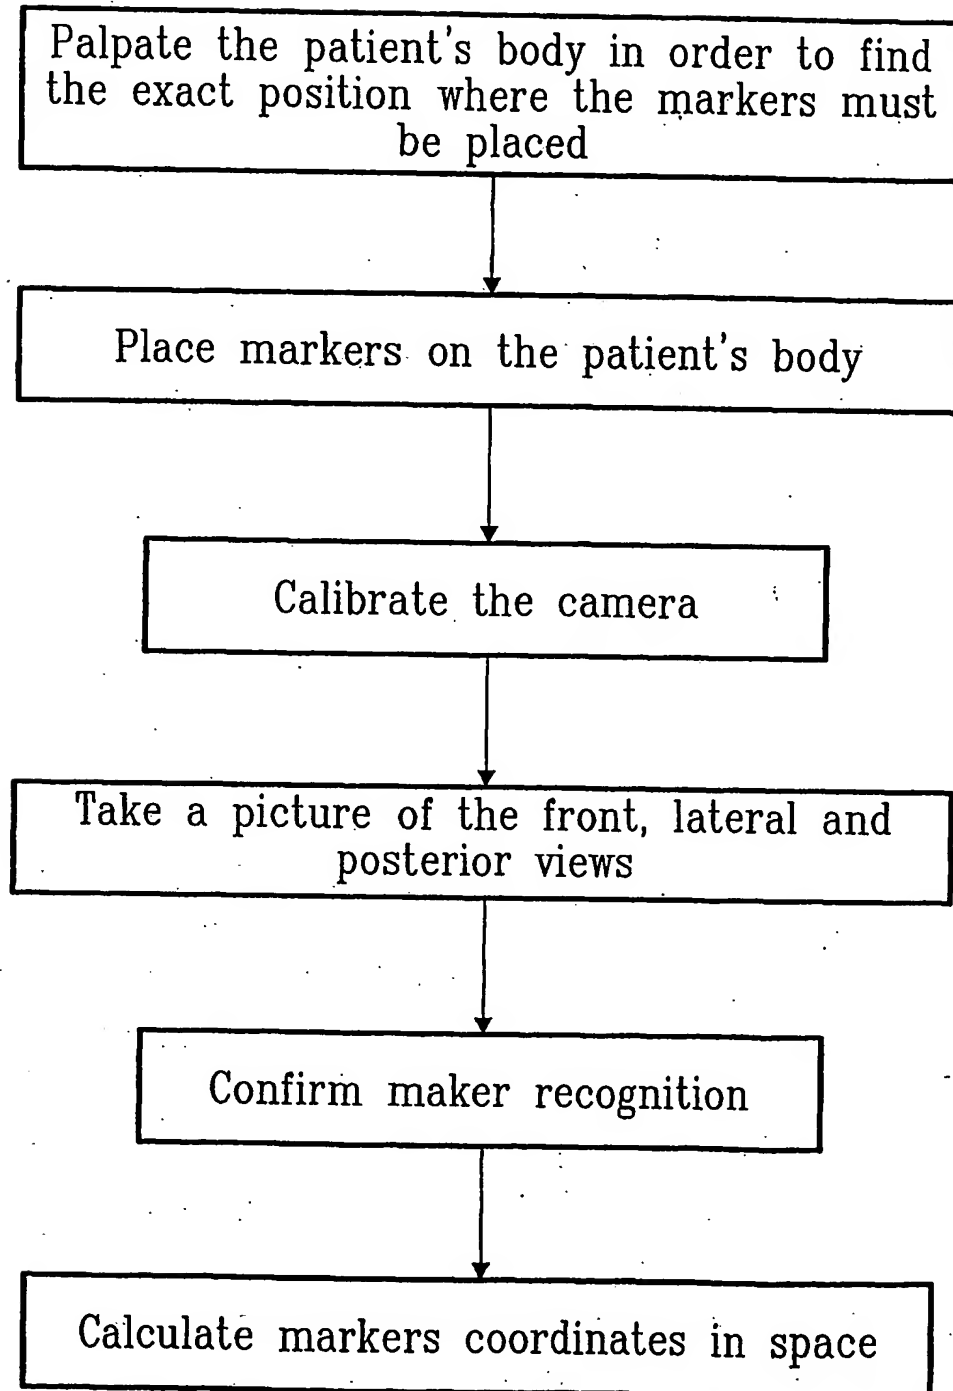 Palpate the patient's body in order to find
the exact position where the markers must
be placed
Place markers on the patient's body
Calibrate the camera
Take a picture of the front, lateral and
posterior views
Confirm maker recognition
Calculate markers coordinates in space